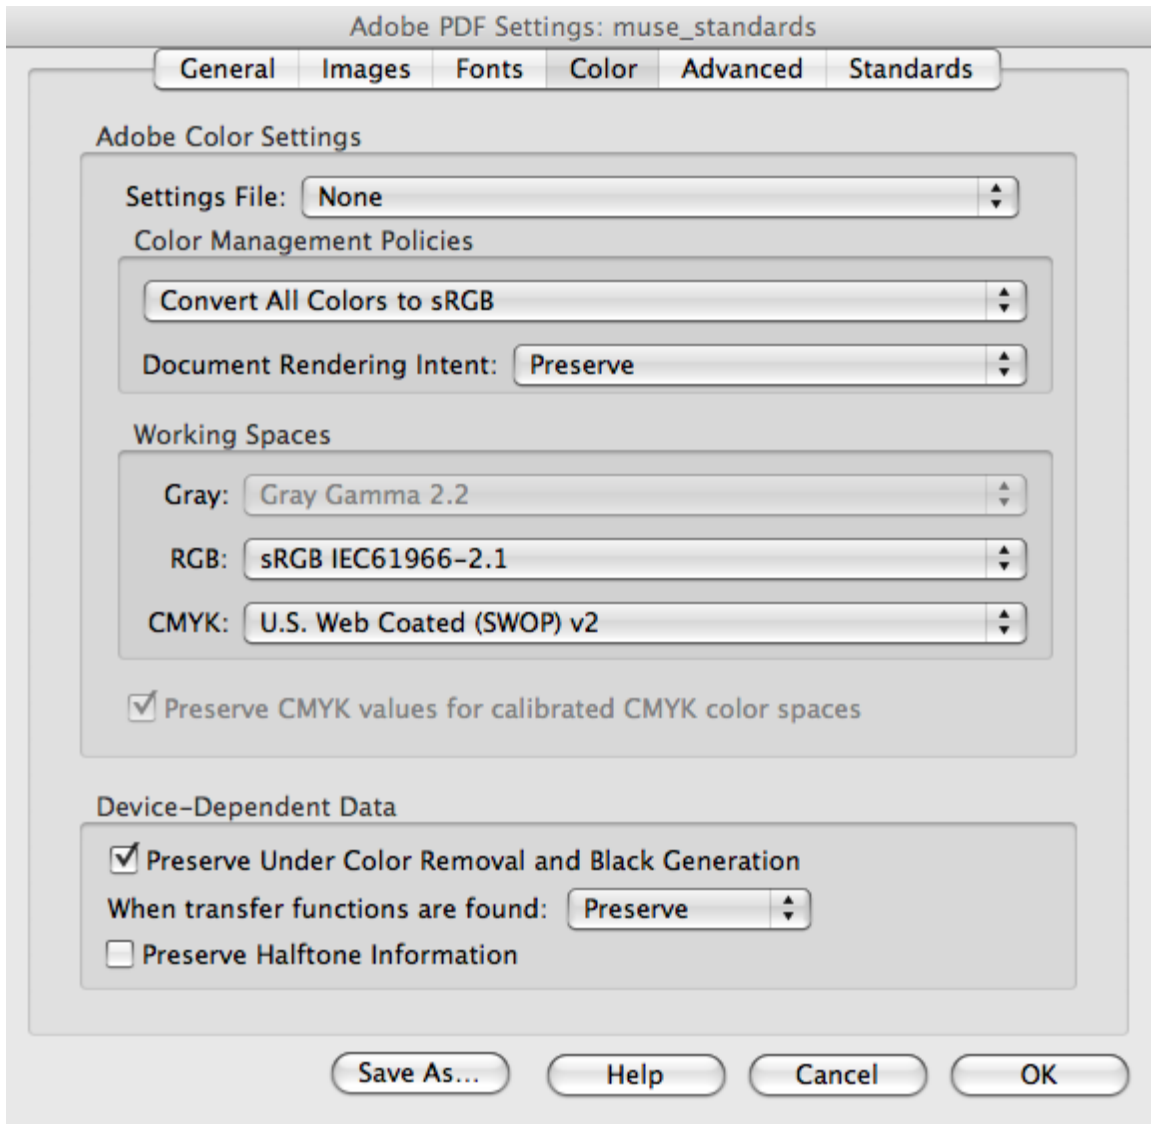 Adobe PDF Settings: muse_standards
General Images Fonts Color Advanced Standards
Adobe Color Settings
Settings File: None
Color Management Policies
Convert All Colors to sRGB
Document Rendering Intent: Preserve
Working Spaces
Gray: Gray Gamma 2.2
RGB: sRGB IEC61966-2.1
CMYK: U.S. Web Coated (SWOP) v2
Preserve CMYK values for calibrated CMYK color spaces
Device-Dependent Data
Preserve Under Color Removal and Black Generation
When transfer functions are found: Preserve
Preserve Halftone Information
Save As... Help Cancel OK